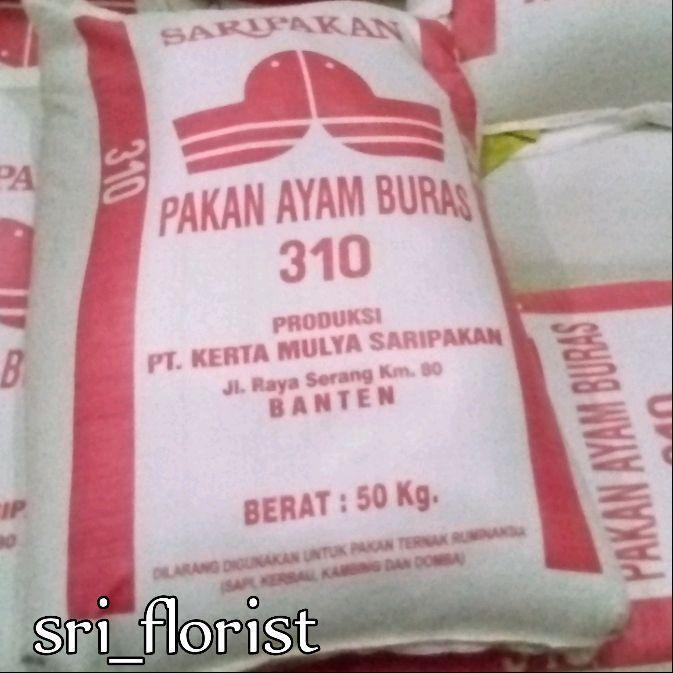 SARIPAKAN
310
PAKAN AYAM BURAS
310
PRODUKSI
PT. KERTA MULYA SARIPAKAN
Jl. Raya Serang Km. 80
BANTEN
BERAT : 50 Kg.
DILARANG DIGUNAKAN UNTUK PAKAN TERNAK RUMINANSIA
(SAPI, KERBAU, KAMBING DAN DOMBA)
PAKAN AYAM BURAS
310
sri_florist